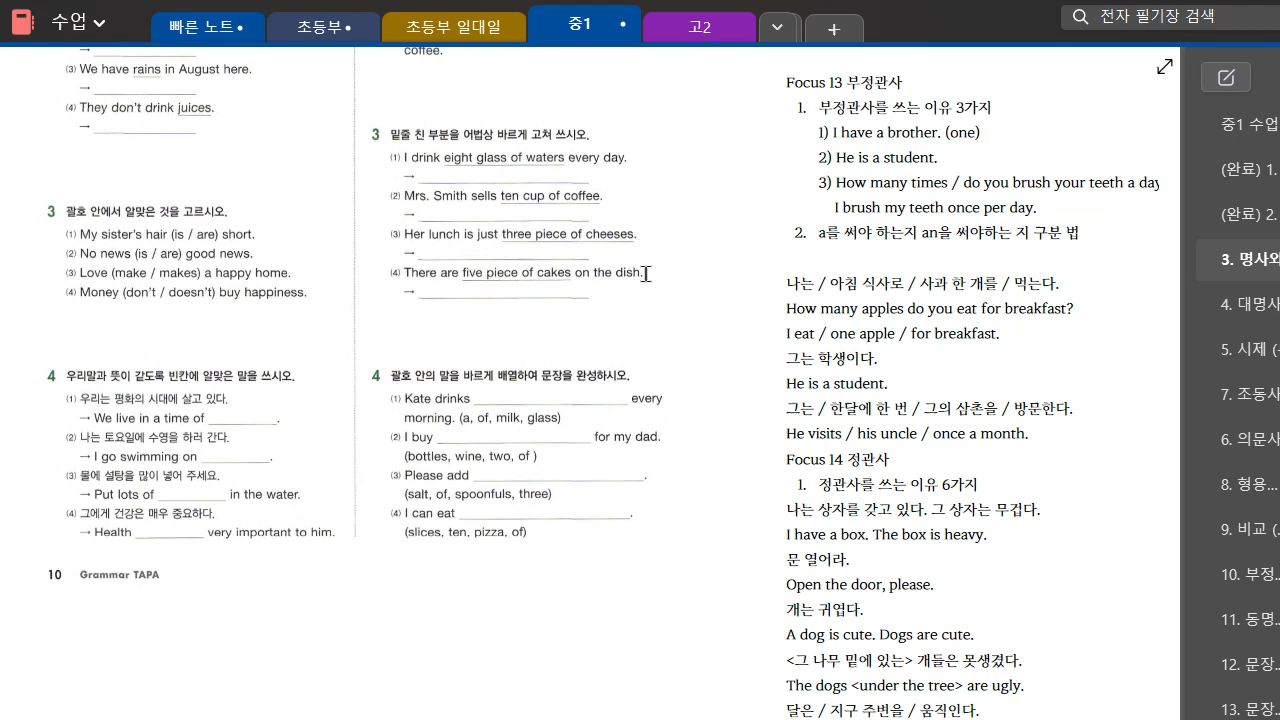 수업
빠른 노트
초등부
초등부 일대일
중1
고2
전자 필기장 검색
(3) We have rains in August here.
→
(4) They don't drink juices.
→
3 괄호 안에서 알맞은 것을 고르시오.
(1) My sister's hair (is / are) short.
(2) No news (is / are) good news.
(3) Love (make / makes) a happy home.
(4) Money (don't / doesn't) buy happiness.
4 우리말과 뜻이 같도록 빈칸에 알맞은 말을 쓰시오.
(1) 우리는 평화의 시대에 살고 있다.
→ We live in a time of ____________.
(2) 나는 토요일에 수영을 하러 간다.
→ I go swimming on ____________.
(3) 물에 설탕을 많이 넣어 주세요.
→ Put lots of ____________ in the water.
(4) 그에게 건강은 매우 중요하다.
→ Health ____________ very important to him.
10 Grammar TAPA
coffee.
3 밑줄 친 부분을 어법상 바르게 고쳐 쓰시오.
(1) I drink eight glass of waters every day.
→
(2) Mrs. Smith sells ten cup of coffee.
→
(3) Her lunch is just three piece of cheeses.
→
(4) There are five piece of cakes on the dish.
→
4 괄호 안의 말을 바르게 배열하여 문장을 완성하시오.
(1) Kate drinks ____________ every
morning. (a, of, milk, glass)
(2) I buy ____________ for my dad.
(bottles, wine, two, of )
(3) Please add ____________.
(salt, of, spoonfuls, three)
(4) I can eat ____________.
(slices, ten, pizza, of)
Focus 13 부정관사
1. 부정관사를 쓰는 이유 3가지
1) I have a brother. (one)
2) He is a student.
3) How many times / do you brush your teeth a day
I brush my teeth once per day.
2. a를 써야 하는지 an을 써야하는 지 구분 법
나는 / 아침 식사로 / 사과 한 개를 / 먹는다.
How many apples do you eat for breakfast?
I eat / one apple / for breakfast.
그는 학생이다.
He is a student.
그는 / 한달에 한 번 / 그의 삼촌을 / 방문한다.
He visits / his uncle / once a month.
Focus 14 정관사
1. 정관사를 쓰는 이유 6가지
나는 상자를 갖고 있다. 그 상자는 무겁다.
I have a box. The box is heavy.
문 열어라.
Open the door, please.
개는 귀엽다.
A dog is cute. Dogs are cute.
<그 나무 밑에 있는> 개들은 못생겼다.
The dogs <under the tree> are ugly.
달은 / 지구 주변을 / 움직인다.
중1 수업
(완료) 1.
(완료) 2.
3. 명사와
4. 대명사
5. 시제 (
7. 조동사
6. 의문사
8. 형용...
9. 비교 (.
10. 부정..
11. 동명..
12. 문장..
13. 문장..